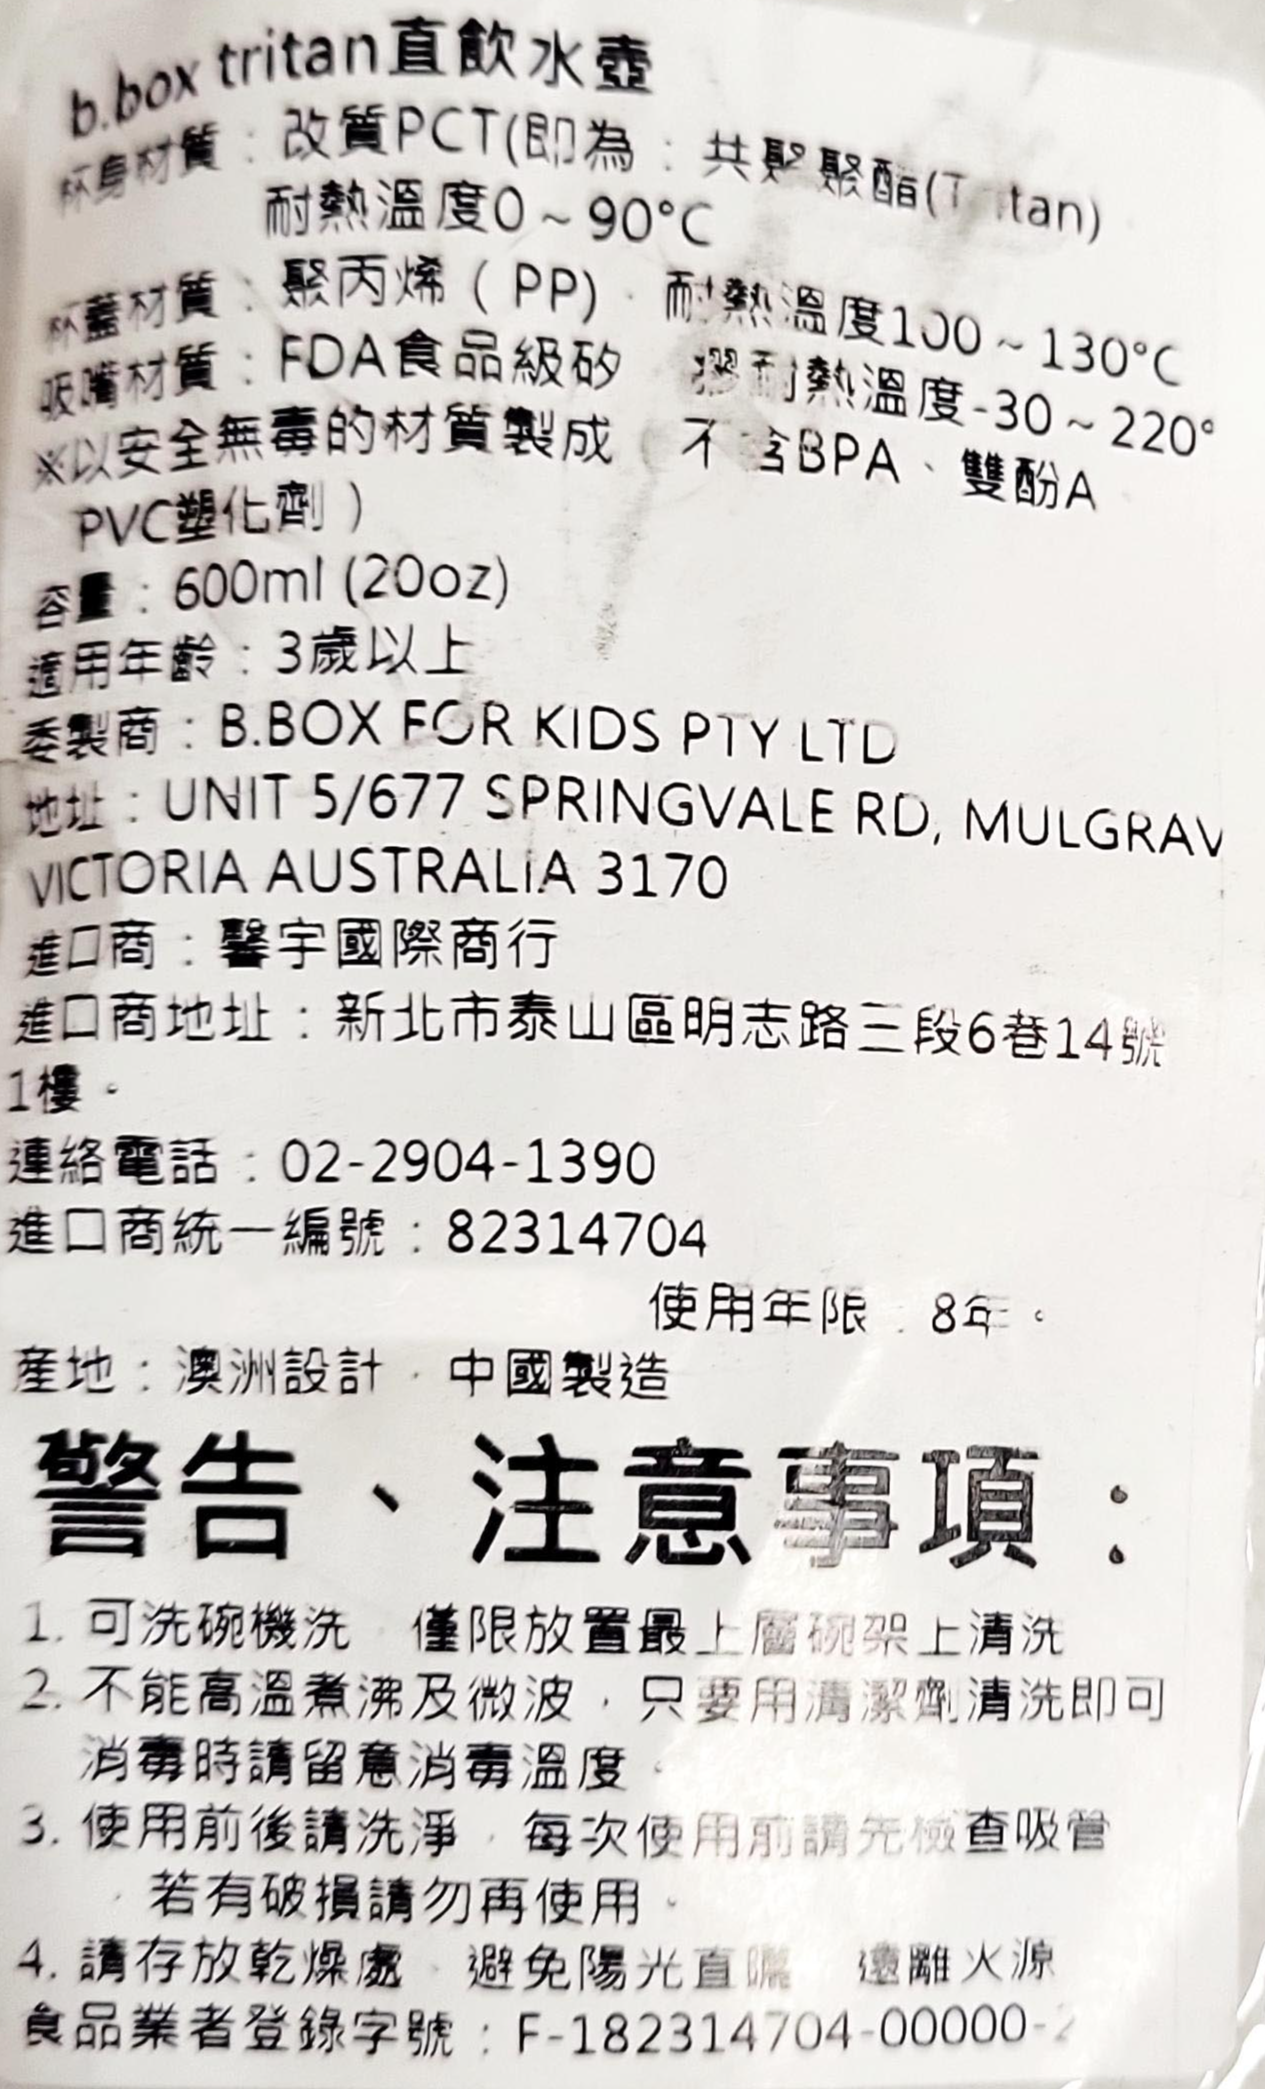 b.box tritan直飲水壺
杯身材質：改質PCT(即為：共聚聚酯(Tritan)
耐熱溫度0～90°C
杯蓋材質：聚丙烯（PP)，耐熱溫度100～130°C
吸嘴材質：FDA食品級矽 膠耐熱溫度-30～220°
※以安全無毒的材質製成 不含BPA、雙酚A
PVC塑化劑）
容量：600ml (20oz)
適用年齡：3歲以上
委製商：B.BOX FOR KIDS PTY LTD
地址：UNIT 5/677 SPRINGVALE RD, MULGRAV
VICTORIA AUSTRALIA 3170
進口商：馨宇國際商行
進口商地址：新北市泰山區明志路三段6巷14號
1樓。
連絡電話：02-2904-1390
進口商統一編號：82314704
使用年限：8年。
產地：澳洲設計，中國製造
警告、注意事項：
1. 可洗碗機洗，僅限放置最上層碗架上清洗
2. 不能高溫煮沸及微波，只要用清潔劑清洗即可
消毒時請留意消毒溫度。
3. 使用前後請洗淨，每次使用前請先檢查吸管
，若有破損請勿再使用。
4. 請存放乾燥處，避免陽光直曬，遠離火源
食品業者登錄字號：F-182314704-00000-2